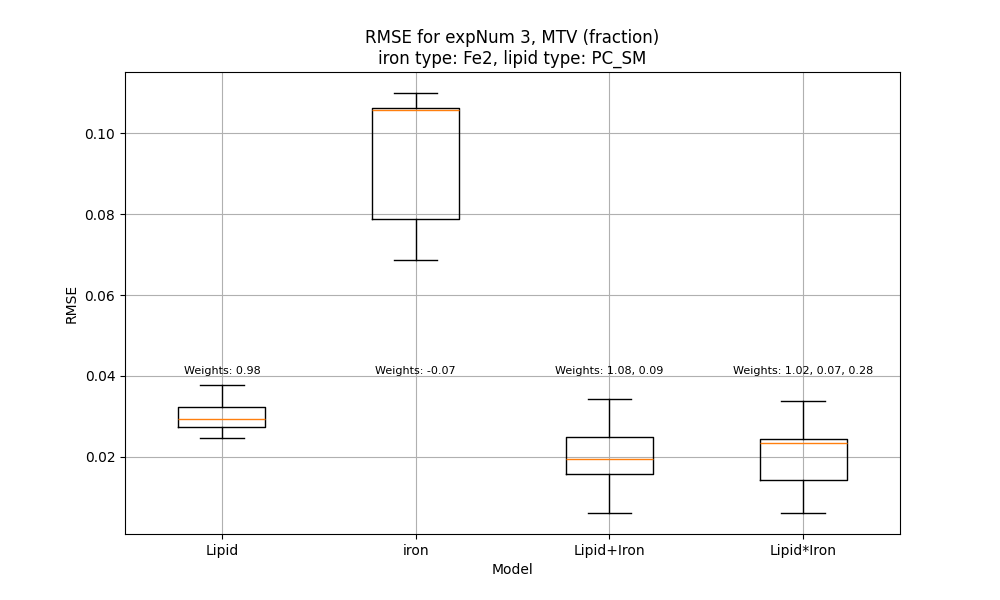 RMSE for expNum 3, MTV (fraction)
iron type: Fe2, lipid type: PC_SM
0.10
0.08
0.06
0.04
0.02
RMSE
Weights: 0.98
Weights: -0.07
Weights: 1.08, 0.09
Weights: 1.02, 0.07, 0.28
Lipid
iron
Lipid+Iron
Lipid*Iron
Model